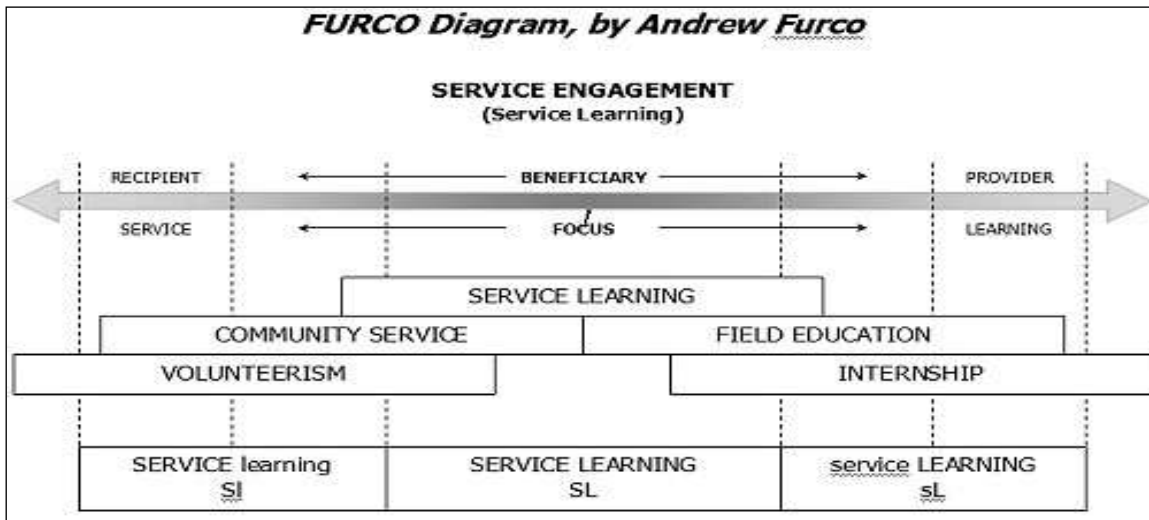 FURCO Diagram, by Andrew Furco
SERVICE ENGAGEMENT
(Service Learning)
RECIPIENT BENEFICIARY PROVIDER
/
SERVICE FOCUS LEARNING
SERVICE LEARNING
COMMUNITY SERVICE FIELD EDUCATION
VOLUNTEERISM INTERNSHIP
SERVICE learning SERVICE LEARNING service LEARNING
Sl SL sL